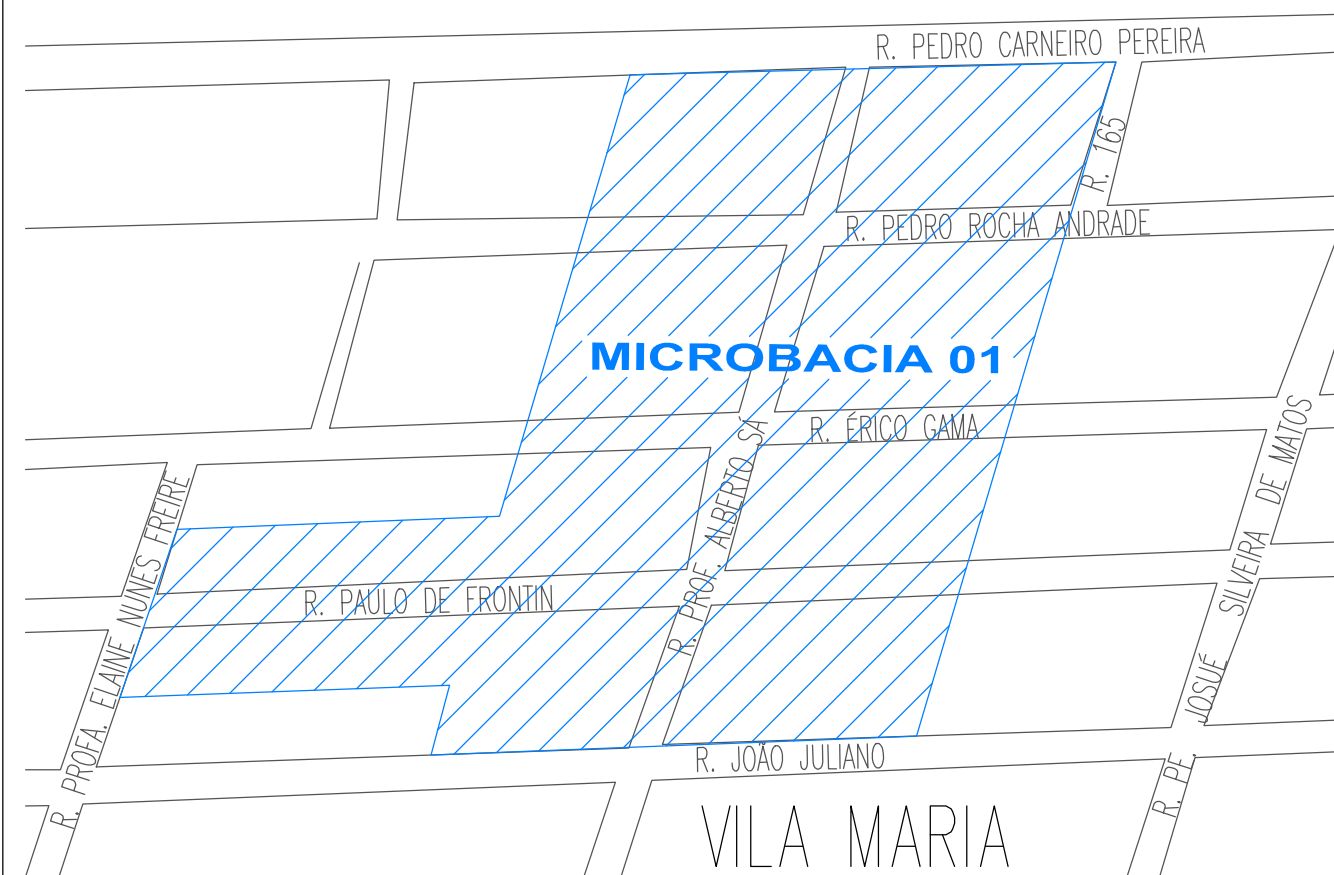 R. PEDRO CARNEIRO PEREIRA
R. 165
R. PEDRO ROCHA ANDRADE
MICROBACIA 01
R. ÉRICO GAMA
R. PROF. ALBERTO SÁ
R. PROFA. ELAINE NUNES FREIRE
R. PAULO DE FRONTIN
R. PE. JOSUÉ SILVEIRA DE MATOS
R. JOÃO JULIANO
VILA MARIA